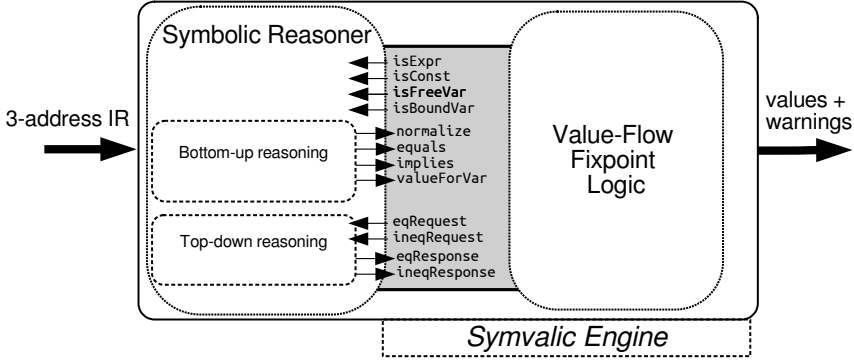 Symbolic Reasoner
isExpr
isConst
isFreeVar
isBoundVar
3-address IR
values +
warnings
Bottom-up reasoning
normalize
equals
implies
valueForVar
Value-Flow
Fixpoint
Logic
Top-down reasoning
eqRequest
ineqRequest
eqResponse
ineqResponse
Symvalic Engine